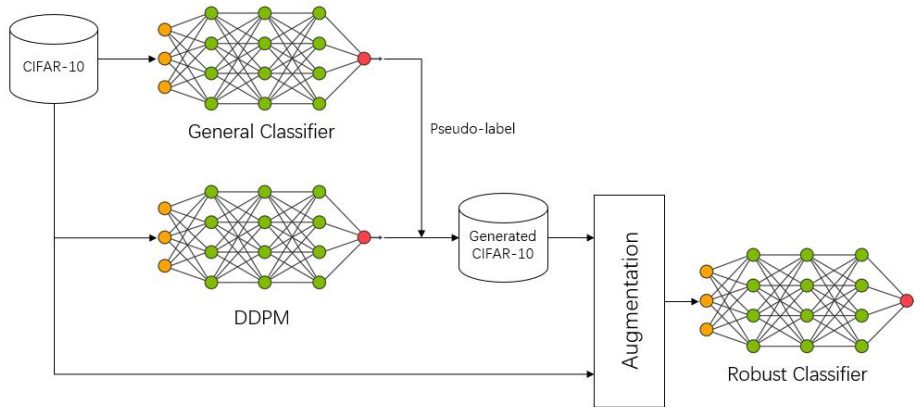 CIFAR-10
General Classifier
Pseudo-label
DDPM
Generated
CIFAR-10
Augmentation
Robust Classifier